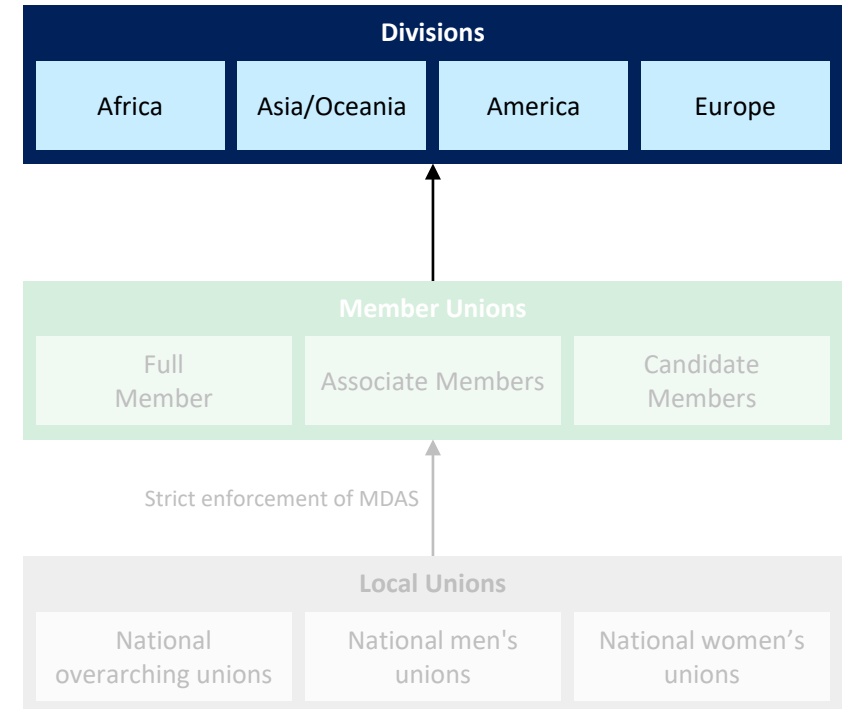 Divisions
Africa
Asia/Oceania
America
Europe
Member Unions
Full
Member
Associate Members
Candidate
Members
Strict enforcement of MDAS
Local Unions
National
overarching unions
National men's
unions
National women’s
unions